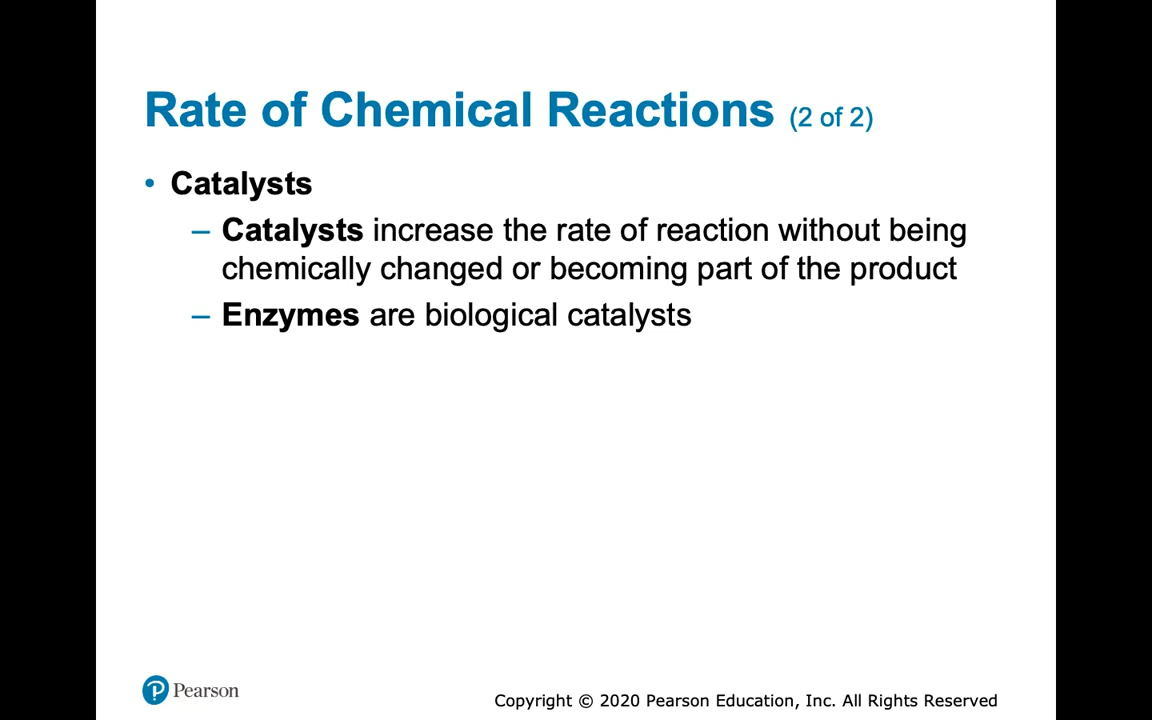 Rate of Chemical Reactions (2 of 2)
• Catalysts
– Catalysts increase the rate of reaction without being
chemically changed or becoming part of the product
– Enzymes are biological catalysts
P Pearson
Copyright © 2020 Pearson Education, Inc. All Rights Reserved